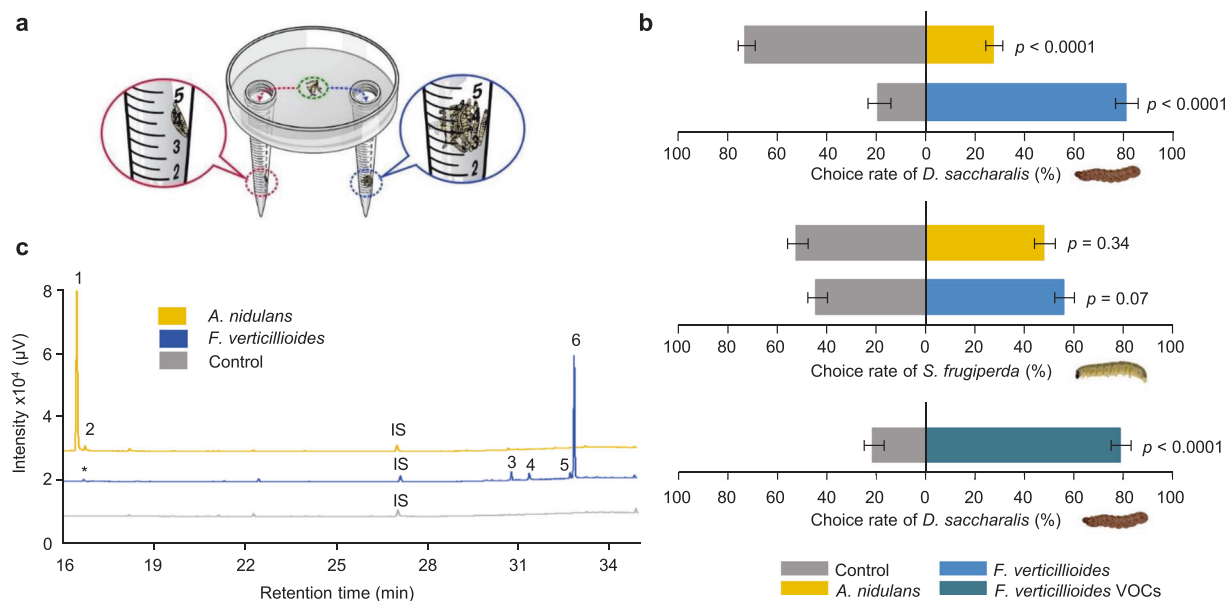 a
5
3
2
5
2
b
p < 0.0001
p < 0.0001
100 80 60 40 20 0 20 40 60 80 100
Choice rate of D. saccharalis (%)
p = 0.34
p = 0.07
100 80 60 40 20 0 20 40 60 80 100
Choice rate of S. frugiperda (%)
p < 0.0001
100 80 60 40 20 0 20 40 60 80 100
Choice rate of D. saccharalis (%)
Control
F. verticillioides
A. nidulans
F. verticillioides VOCs
c
Intensity x10⁴ (µV)
8
6
4
2
0
1
2
IS
*
IS
3 4 5
6
IS
A. nidulans
F. verticillioides
Control
16 19 22 25 28 31 34
Retention time (min)